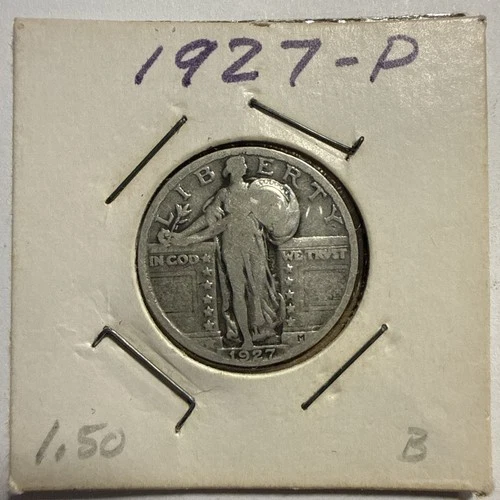 1927-P
LIBERTY
IN GOD WE TRUST
M
1927
1.50 B